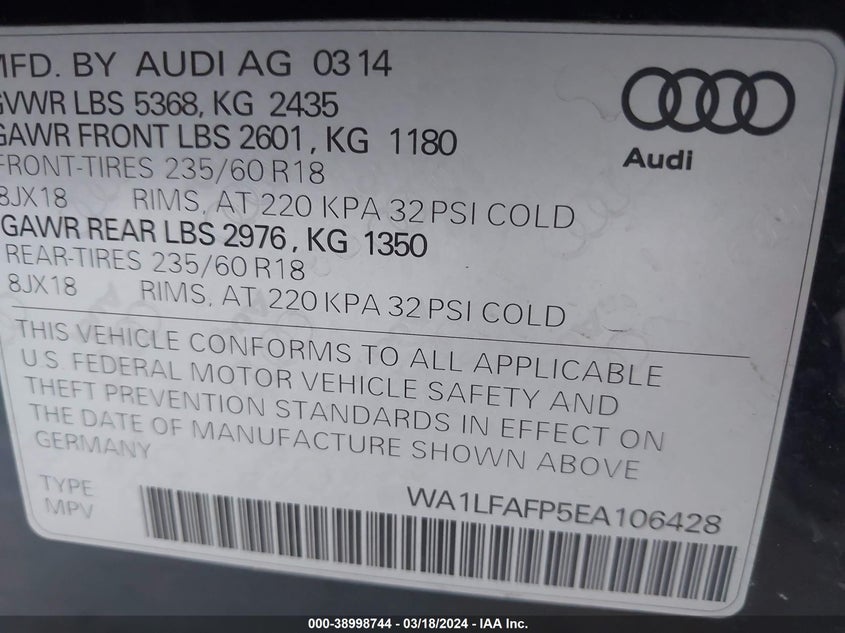 MFD. BY AUDI AG 03 14
GVWR LBS 5368, KG 2435
GAWR FRONT LBS 2601, KG 1180
FRONT-TIRES 235/60 R18
8JX18 RIMS, AT 220 KPA 32 PSI COLD
GAWR REAR LBS 2976, KG 1350
REAR-TIRES 235/60 R18
8JX18 RIMS, AT 220 KPA 32 PSI COLD
Audi
THIS VEHICLE CONFORMS TO ALL APPLICABLE
U.S. FEDERAL MOTOR VEHICLE SAFETY AND
THEFT PREVENTION STANDARDS IN EFFECT ON
THE DATE OF MANUFACTURE SHOWN ABOVE
GERMANY
TYPE
MPV
WA1LFAFP5EA106428
000-38998744 — 03/18/2024 — IAA Inc.